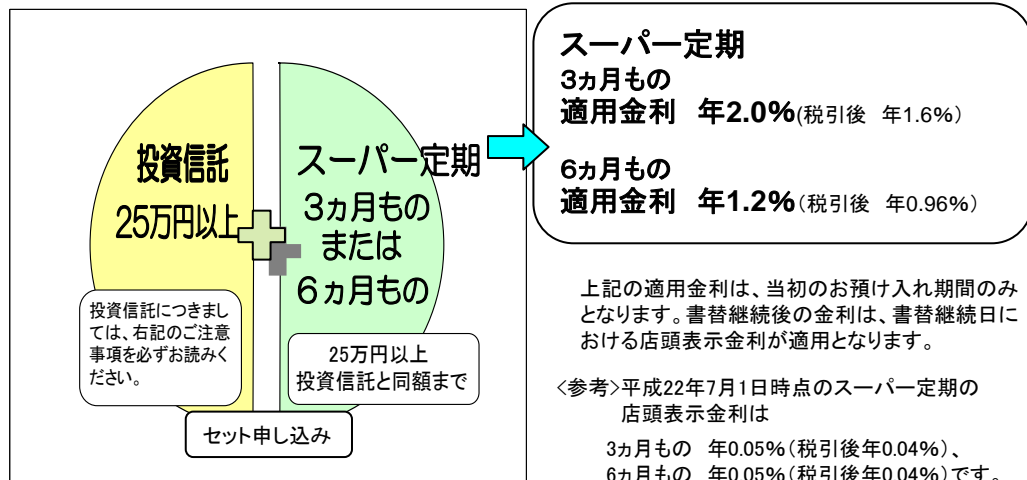 投資信託
25万円以上
投資信託につきまし
ては、右記のご注意
事項を必ずお読みく
ださい。
スーパー定期
3ヵ月もの
または
6ヵ月もの
25万円以上
投資信託と同額まで
セット申し込み
スーパー定期
3ヵ月もの
適用金利 年2.0%(税引後 年1.6%)
6ヵ月もの
適用金利 年1.2%(税引後 年0.96%)
上記の適用金利は、当初のお預け入れ期間のみ
となります。書替継続後の金利は、書替継続日に
おける店頭表示金利が適用となります。
<参考>平成22年7月1日時点のスーパー定期の
店頭表示金利は
3ヵ月もの 年0.05%(税引後年0.04%)、
6ヵ月もの 年0.05%(税引後年0.04%)です。